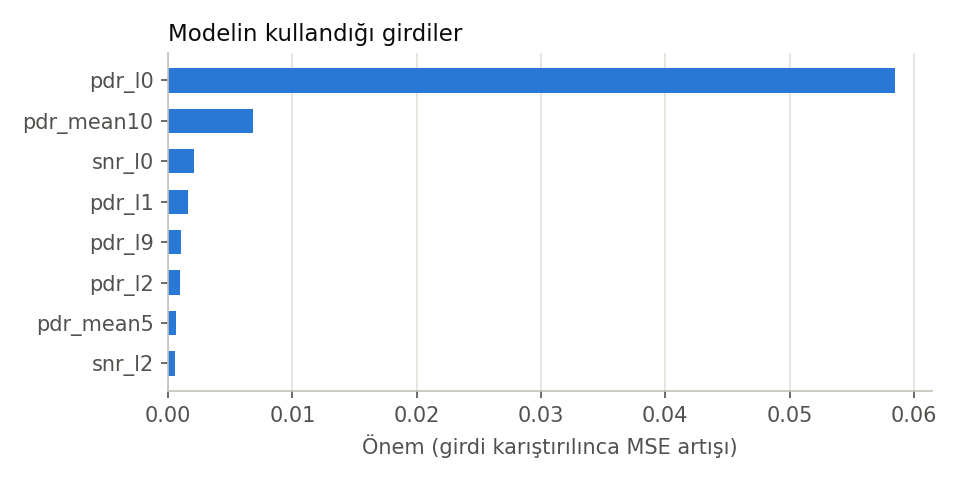 Modelin kullandığı girdiler
pdr_l0
pdr_mean10
snr_l0
pdr_l1
pdr_l9
pdr_l2
pdr_mean5
snr_l2
0.00 0.01 0.02 0.03 0.04 0.05 0.06
Önem (girdi karıştırılınca MSE artışı)